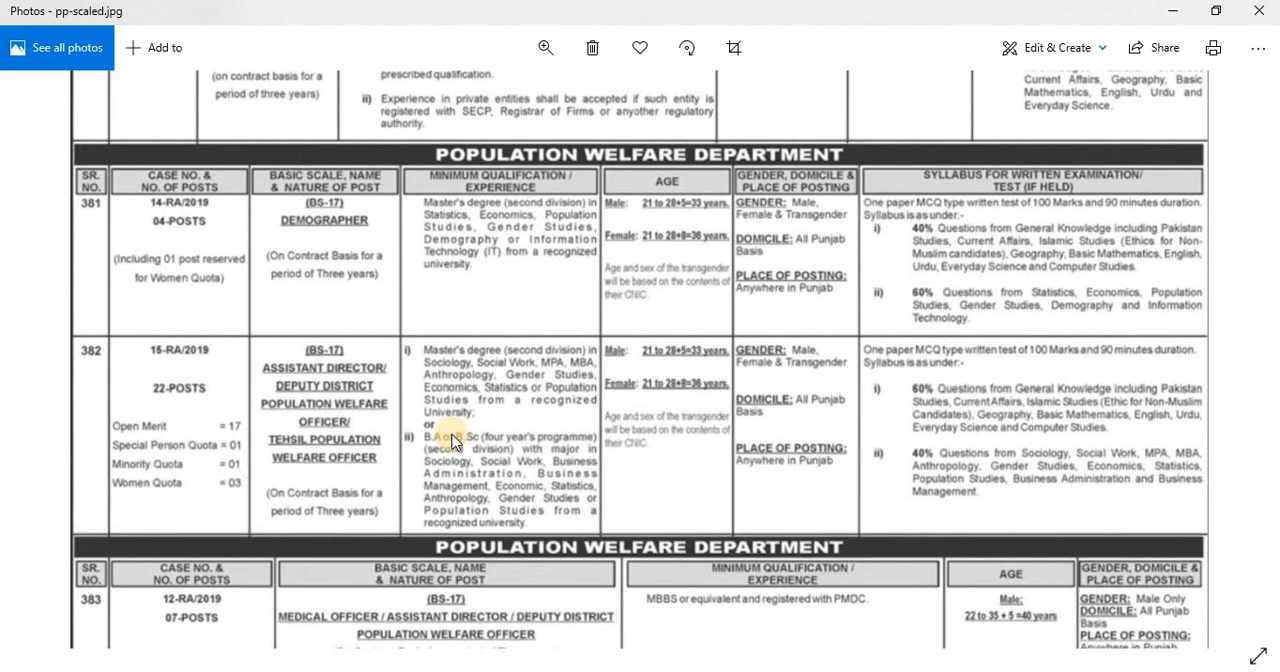 Photos - pp-scaled.jpg
See all photos
Add to
Edit & Create
Share
(on contract basis for a
period of three years)
prescribed qualification.
ii) Experience in private entities shall be accepted if such entity is
registered with SECP, Registrar of Firms or anyother regulatory
authority.
Current Affairs, Geography, Basic
Mathematics, English, Urdu and
Everyday Science.
POPULATION WELFARE DEPARTMENT
SR.
NO.
CASE NO. &
NO. OF POSTS
BASIC SCALE, NAME
& NATURE OF POST
MINIMUM QUALIFICATION /
EXPERIENCE
AGE
GENDER, DOMICILE &
PLACE OF POSTING
SYLLABUS FOR WRITTEN EXAMINATION/
TEST (IF HELD)
381
14-RA/2019
04-POSTS
(Including 01 post reserved
for Women Quota)
(BS-17)
DEMOGRAPHER
(On Contract Basis for a
period of Three years)
Master's degree (second division) in
Statistics, Economics, Population
Studies, Gender Studies,
Demography or Information
Technology (IT) from a recognized
university.
Male: 21 to 28+5=33 years.
Female: 21 to 28+8=36 years.
Age and sex of the transgender
will be based on the contents of
their CNIC.
GENDER: Male,
Female & Transgender
DOMICILE: All Punjab
Basis
PLACE OF POSTING:
Anywhere in Punjab
One paper MCQ type written test of 100 Marks and 90 minutes duration.
Syllabus is as under:-
i) 40% Questions from General Knowledge including Pakistan
Studies, Current Affairs, Islamic Studies (Ethics for Non-
Muslim candidates), Geography, Basic Mathematics, English,
Urdu, Everyday Science and Computer Studies.
ii) 60% Questions from Statistics, Economics, Population
Studies, Gender Studies, Demography and Information
Technology.
382
15-RA/2019
22-POSTS
Open Merit = 17
Special Person Quota = 01
Minority Quota = 01
Women Quota = 03
(BS-17)
ASSISTANT DIRECTOR/
DEPUTY DISTRICT
POPULATION WELFARE
OFFICER/
TEHSIL POPULATION
WELFARE OFFICER
(On Contract Basis for a
period of Three years)
i) Master's degree (second division) in
Sociology, Social Work, MPA, MBA,
Anthropology, Gender Studies,
Economics, Statistics or Population
Studies from a recognized
University;
or
ii) B.A Sc (four year's programme)
(second division) with major in
Sociology, Social Work, Business
Administration, Business
Management, Economic, Statistics,
Anthropology, Gender Studies or
Population Studies from a
recognized university.
Male: 21 to 28+5=33 years.
Female: 21 to 28+8=36 years.
Age and sex of the transgender
will be based on the contents of
their CNIC.
GENDER: Male,
Female & Transgender
DOMICILE: All Punjab
Basis
PLACE OF POSTING:
Anywhere in Punjab
One paper MCQ type written test of 100 Marks and 90 minutes duration.
Syllabus is as under:-
i) 60% Questions from General Knowledge including Pakistan
Studies, Current Affairs, Islamic Studies (Ethic for Non-Muslim
Candidates), Geography, Basic Mathematics, English, Urdu,
Everyday Science and Computer Studies.
ii) 40% Questions from Sociology, Social Work, MPA, MBA,
Anthropology, Gender Studies, Economics, Statistics,
Population Studies, Business Administration and Business
Management.
POPULATION WELFARE DEPARTMENT
SR.
NO.
CASE NO. &
NO. OF POSTS
BASIC SCALE, NAME
& NATURE OF POST
MINIMUM QUALIFICATION /
EXPERIENCE
AGE
GENDER, DOMICILE &
PLACE OF POSTING
383
12-RA/2019
07-POSTS
(BS-17)
MEDICAL OFFICER / ASSISTANT DIRECTOR / DEPUTY DISTRICT
POPULATION WELFARE OFFICER
MBBS or equivalent and registered with PMDC.
Male:
22 to 35 + 5 =40 years
GENDER: Male Only
DOMICILE: All Punjab
Basis
PLACE OF POSTING: